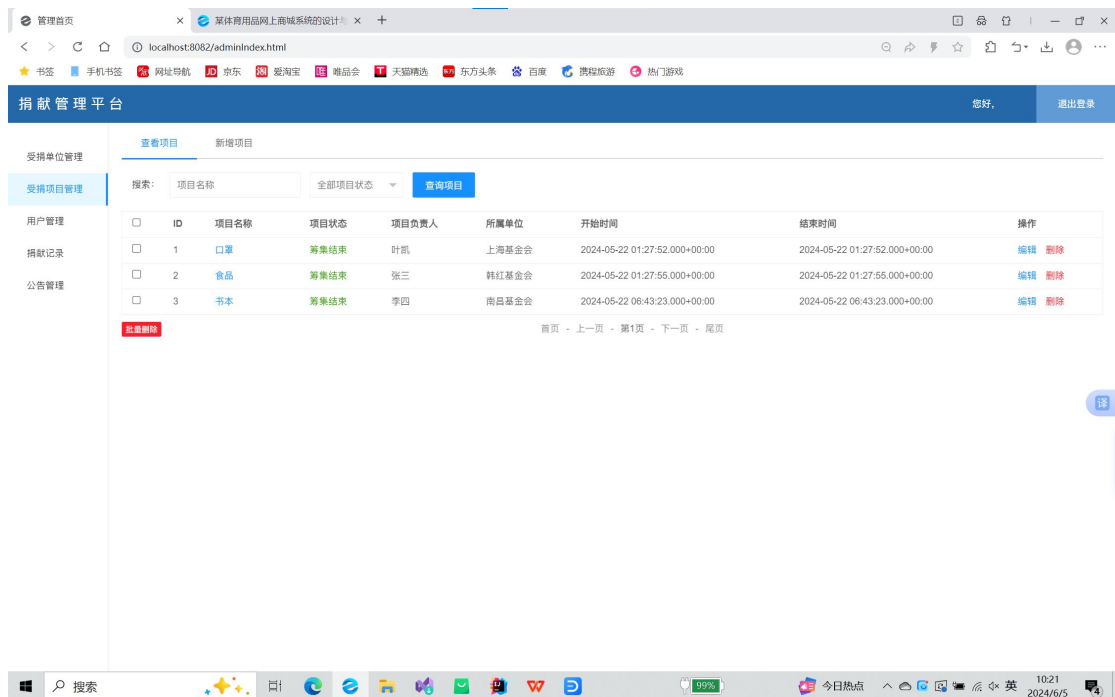 管理首页 某体育用品网上商城系统的设计与
localhost:8082/adminIndex.html
书签 手机书签 网址导航 JD 京东 淘 爱淘宝 唯品会 T 天猫精选 东方头条 百度 携程旅游 热门游戏
捐献管理平台 您好, 退出登录
受捐单位管理
受捐项目管理
用户管理
捐献记录
公告管理
查看项目 新增项目
搜索: 项目名称 全部项目状态 查询项目
ID 项目名称 项目状态 项目负责人 所属单位 开始时间 结束时间 操作
1 口罩 筹集结束 叶凯 上海基金会 2024-05-22 01:27:52.000+00:00 2024-05-22 01:27:52.000+00:00 编辑 删除
2 食品 筹集结束 张三 韩红基金会 2024-05-22 01:27:55.000+00:00 2024-05-22 01:27:55.000+00:00 编辑 删除
3 书本 筹集结束 李四 南昌基金会 2024-05-22 06:43:23.000+00:00 2024-05-22 06:43:23.000+00:00 编辑 删除
批量删除 首页 - 上一页 - 第1页 - 下一页 - 尾页
译
搜索 99% 今日热点 英 10:21
2024/6/5